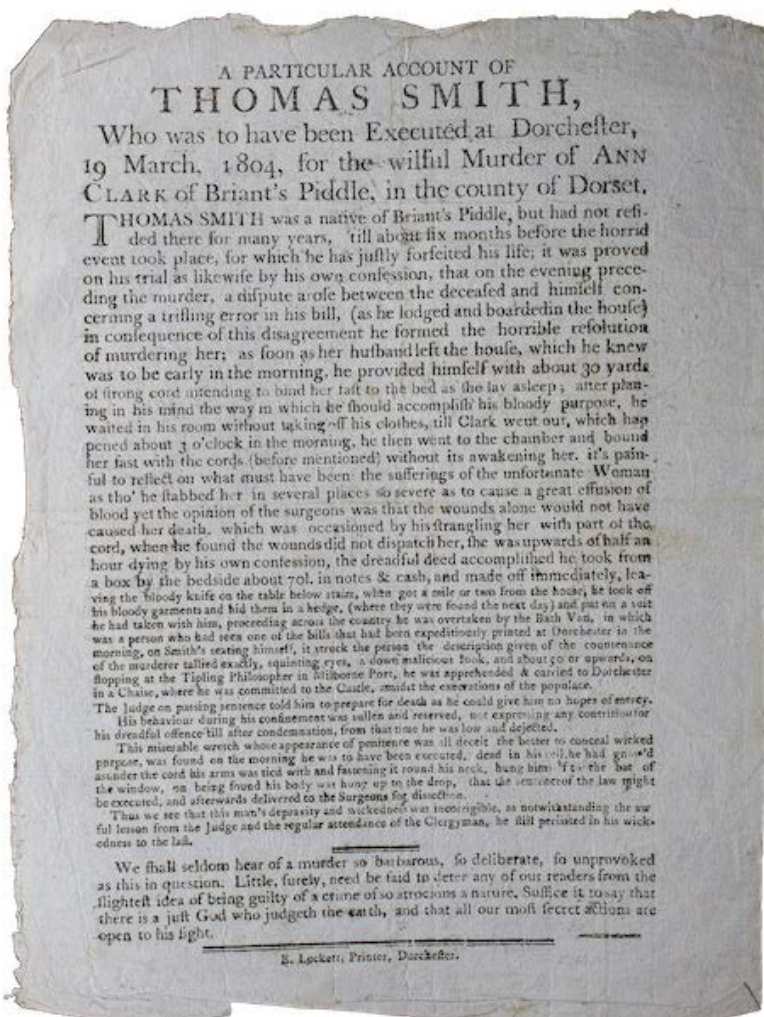 A PARTICULAR ACCOUNT OF
THOMAS SMITH,
Who was to have been Executed at Dorcheſter,
19 March, 1804, for the wilful Murder of ANN
CLARK of Briant's Piddle, in the county of Dorset.
THOMAS SMITH was a native of Briant's Piddle, but had not reſi-
ded there for many years, 'till about ſix months before the horrid
event took place, for which he has juſtly forfeited his life; it was proved
on his trial as likewiſe by his own confeſſion, that on the evening prece-
ding the murder, a diſpute aroſe between the deceaſed and himſelf con-
cerning a trifling error in his bill, (as he lodged and boardedin the houſe)
in conſequence of this diſagreement he formed the horrible reſolution
of murdering her; as ſoon as her huſband left the houſe, which he knew
was to be early in the morning, he provided himſelf with about 30 yards
of ſtrong cord intending to bind her faſt to the bed as ſhe lay aſleep; after plan-
ing in his mind the way in which he ſhould accompliſh his bloody purpoſe, he
waited in his room without taking off his clothes, till Clark went out, which hap
pened about 3 o'clock in the morning, he then went to the chamber and bound
her faſt with the cords (before mentioned) without its awakening her. it's pain-
ful to reflect on what must have been the ſufferings of the unfortunate Woman
as tho' he ſtabbed her in ſeveral places ſo ſevere as to cauſe a great effuſion of
blood yet the opinion of the ſurgeons was that the wounds alone would not have
cauſed her death, which was occaſioned by his ſtrangling her with part of the
cord, when he found the wounds did not diſpatch her, ſhe was upwards of half an
hour dying by his own confeſſion, the dreadful deed accompliſhed he took from
a box by the bedside about 70l. in notes & caſh, and made off immediately, lea-
ving the bloody knife on the table below ſtairs, when got a mile or two from the houſe, he took off
his bloody garments and hid them in a hedge, (where they were found the next day) and put on a ſuit
he had taken with him, proceeding across the country he was overtaken by the Bath Van, in which
was a perſon who had ſeen one of the bills that had been expeditiouſly printed at Dorcheſter in the
morning, on Smith's ſeating himſelf, it ſtruck the perſon the deſcription given of the countenance
of the murderer tallied exactly, ſquinting eyes, a down malicious look, and about 50 or upwards, on
ſtopping at the Tipling Philoſopher in Milborne Port, he was apprehended & carried to Dorcheſter
in a Chaise, where he was committed to the Caſtle, amidſt the execrations of the populace.
The Judge on paſſing ſentence told him to prepare for death as he could give him no hopes of mercy.
His behaviour during his confinement was ſullen and reſerved, not expreſſing any contrition for
his dreadful offence till after condemnation, from that time he was low and dejected.
This miſerable wretch whoſe appearance of penitence was all deceit the better to conceal wicked
purpoſe, was found on the morning he was to have been executed, dead in his cell, he had gnaw'd
aſunder the cord his arms was tied with and faſtening it round his neck, hung himſelf to the bar of
the window, on being found his body was hung up to the drop, that the ſentence of the law might
be executed, and afterwards delivered to the Surgeons for diſſection.
Thus we ſee that this man's depravity and wickedneſs was incorrigible, as notwithſtanding the aw
ful leſſon from the Judge and the regular attendance of the Clergyman, he ſtill perſiſted in his wick-
edneſs to the laſt.
We ſhall ſeldom hear of a murder ſo barbarous, ſo deliberate, ſo unprovoked
as this in queſtion. Little, ſurely, need be ſaid to deter any of our readers from the
ſlighteſt idea of being guilty of a crime of ſo atrocious a nature. Suffice it to say that
there is a juſt God who judgeth the earth, and that all our moſt ſecret actions are
open to his ſight.
Lockett, Printer, Dorcheſter.